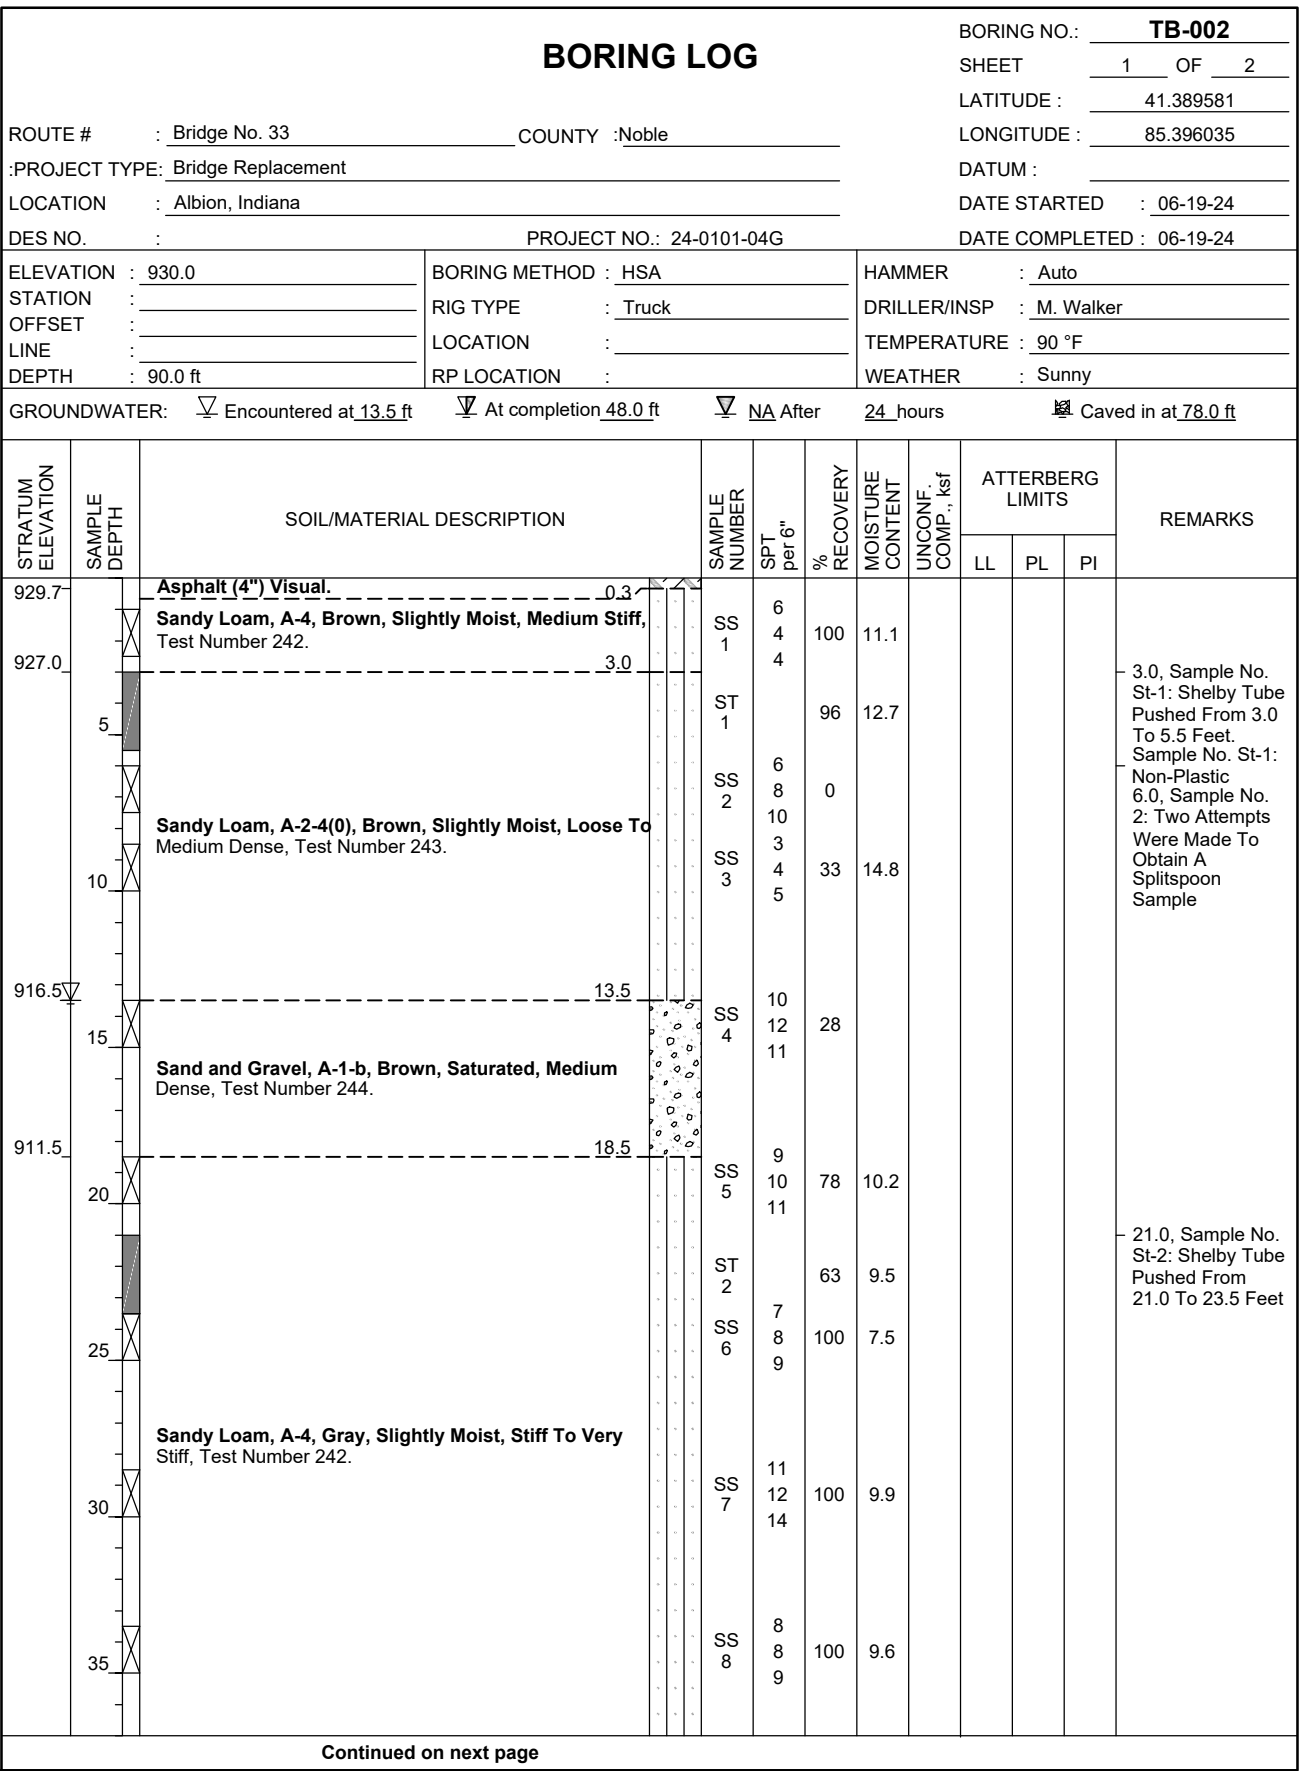 BORING LOG
BORING NO.: TB-002
SHEET 1 OF 2
LATITUDE : 41.389581
LONGITUDE : 85.396035
DATUM :
DATE STARTED : 06-19-24
DATE COMPLETED : 06-19-24
ROUTE # : Bridge No. 33 COUNTY :Noble
:PROJECT TYPE: Bridge Replacement
LOCATION : Albion, Indiana
DES NO. : PROJECT NO.: 24-0101-04G
ELEVATION : 930.0
STATION :
OFFSET :
LINE :
DEPTH : 90.0 ft
BORING METHOD : HSA
RIG TYPE : Truck
LOCATION :
RP LOCATION :
HAMMER : Auto
DRILLER/INSP : M. Walker
TEMPERATURE : 90 °F
WEATHER : Sunny
GROUNDWATER: Encountered at 13.5 ft At completion 48.0 ft NA After 24 hours Caved in at 78.0 ft
STRATUM
ELEVATION
SAMPLE
DEPTH
SOIL/MATERIAL DESCRIPTION
SAMPLE
NUMBER
SPT
per 6"
%
RECOVERY
MOISTURE
CONTENT
UNCONF.
COMP., ksf
ATTERBERG
LIMITS
LL PL PI
REMARKS
929.7
Asphalt (4") Visual. 0.3
Sandy Loam, A-4, Brown, Slightly Moist, Medium Stiff,
Test Number 242.
SS
1
6
4
4
100 11.1
927.0 3.0
3.0, Sample No.
St-1: Shelby Tube
Pushed From 3.0
To 5.5 Feet.
Sample No. St-1:
Non-Plastic
6.0, Sample No.
2: Two Attempts
Were Made To
Obtain A
Splitspoon
Sample
ST
1
96 12.7
5
SS
2
6
8
10
0
Sandy Loam, A-2-4(0), Brown, Slightly Moist, Loose To
Medium Dense, Test Number 243.
SS
3
3
4
5
33 14.8
10
916.5 13.5
SS
4
10
12
11
28
15
Sand and Gravel, A-1-b, Brown, Saturated, Medium
Dense, Test Number 244.
911.5 18.5
SS
5
9
10
11
78 10.2
20
21.0, Sample No.
St-2: Shelby Tube
Pushed From
21.0 To 23.5 Feet
ST
2
63 9.5
SS
6
7
8
9
100 7.5
25
Sandy Loam, A-4, Gray, Slightly Moist, Stiff To Very
Stiff, Test Number 242.
SS
7
11
12
14
100 9.9
30
SS
8
8
8
9
100 9.6
35
Continued on next page